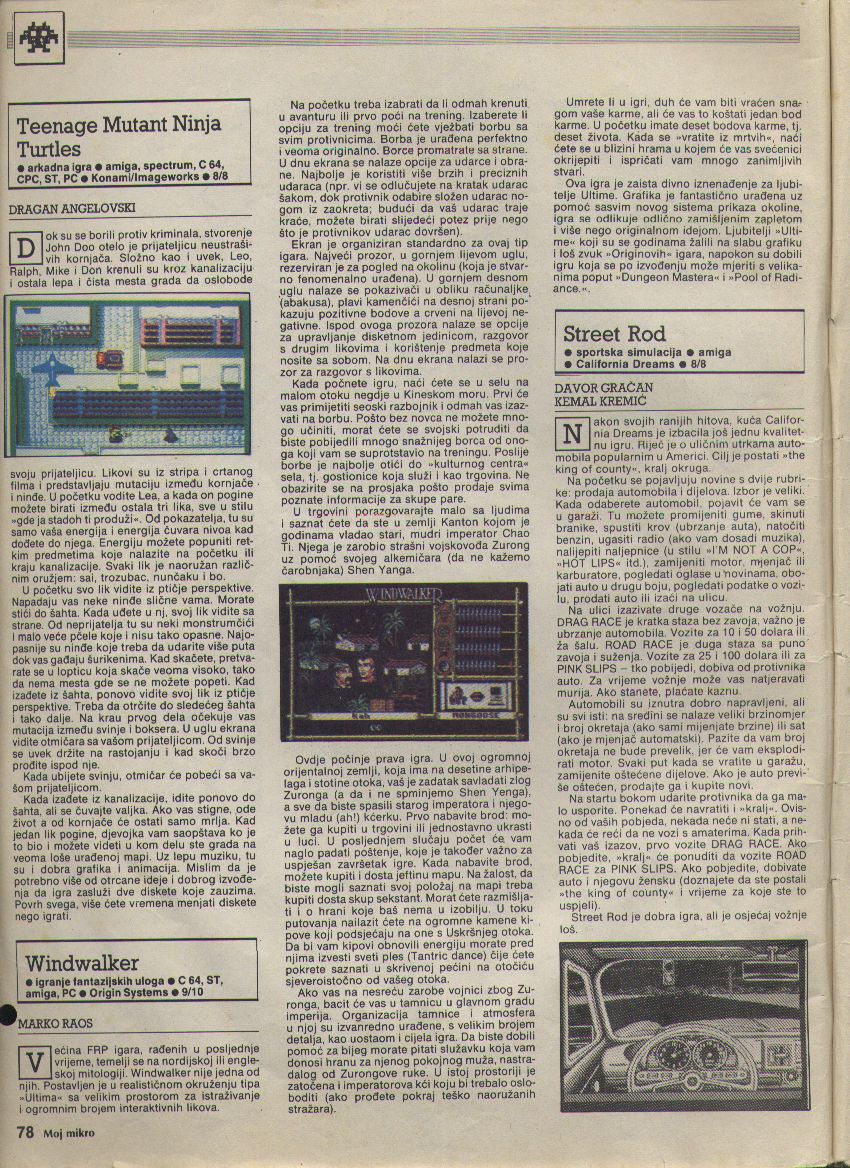 Teenage Mutant Ninja
Turtles
● arkadna igra ● amiga, spectrum, C 64,
CPC, ST, PC ● Konami/Imageworks ● 8/8
DRAGAN ANGELOVSKI
Dok su se borili protiv kriminala, stvorenje
John Doo otelo je prijateljicu neustraši-
vih kornjača. Složno kao i uvek, Leo,
Ralph, Mike i Don krenuli su kroz kanalizaciju
i ostala lepa i čista mesta grada da oslobode
svoju prijateljicu. Likovi su iz stripa i crtanog
filma i predstavljaju mutaciju između kornjače
i ninđe. U početku vodite Lea, a kada on pogine
možete birati između ostala tri lika, sve u stilu
»gde ja stadoh ti produži«. Od pokazatelja, tu su
samo vaša energija i energija čuvara nivoa kad
dođete do njega. Energiju možete popuniti ret-
kim predmetima koje nalazite na početku ili
kraju kanalizacije. Svaki lik je naoružan različ-
nim oružjem: sai, trozubac, nunčaku i bo.
U početku svo lik vidite iz ptičje perspektive.
Napadaju vas neke ninđe slične vama. Morate
stići do šahta. Kada uđete u nj, svoj lik vidite sa
strane. Od neprijatelja tu su neki monstrumčići
i malo veće pčele koje i nisu tako opasne. Najo-
pasnije su ninđe koje treba da udarite više puta
dok vas gađaju šurikenima. Kad skačete, pretva-
rate se u lopticu koja skače veoma visoko, tako
da nema mesta gde se ne možete popeti. Kad
izađete iz šahta, ponovo vidite svoj lik iz ptičje
perspektive. Treba da otrčite do sledećeg šahta
i tako dalje. Na krau prvog dela očekuje vas
mutacija između svinje i boksera. U uglu ekrana
vidite otmičara sa vašom prijateljicom. Od svinje
se uvek držite na rastojanju i kad skoči brzo
prođite ispod nje.
Kada ubijete svinju, otmičar će pobeći sa va-
šom prijateljicom.
Kada izađete iz kanalizacije, idite ponovo do
šahta, ali se čuvajte valjka. Ako vas stigne, ode
život a od kornjače će ostati samo mrlja. Kad
jedan lik pogine, djevojka vam saopštava ko je
to bio i možete videti u kom delu ste grada na
veoma loše urađenoj mapi. Uz lepu muziku, tu
su i dobra grafika i animacija. Mislim da je
potrebno više od otrcane ideje i dobrog izvođe-
nja da igra zasluži dve diskete koje zauzima.
Povrh svega, više ćete vremena menjati diskete
nego igrati.
Windwalker
● igranje fantazijskih uloga ● C 64, ST,
amiga, PC ● Origin Systems ● 9/10
MARKO RAOS
Većina FRP igara, rađenih u posljednje
vrijeme, temelji se na nordijskoj ili engle-
skoj mitologiji. Windwalker nije jedna od
njih. Postavljen je u realističnom okruženju tipa
»Ultima« sa velikim prostorom za istraživanje
i ogromnim brojem interaktivnih likova.
78 Moj mikro
Na početku treba izabrati da li odmah krenuti
u avanturu ili prvo poći na trening. Izaberete li
opciju za trening moći ćete vježbati borbu sa
svim protivnicima. Borba je urađena perfektno
i veoma originalno. Borce promatrate sa strane.
U dnu ekrana se nalaze opcije za udarce i obra-
ne. Najbolje je koristiti više brzih i preciznih
udaraca (npr. vi se odlučujete na kratak udarac
šakom, dok protivnik odabire složen udarac no-
gom iz zaokreta; budući da vaš udarac traje
kraće, možete birati slijedeći potez prije nego
što je protivnikov udarac dovršen).
Ekran je organiziran standardno za ovaj tip
igara. Najveći prozor, u gornjem lijevom uglu,
rezerviran je za pogled na okolinu (koja je stvar-
no fenomenalno urađena). U gornjem desnom
uglu nalaze se pokazivači u obliku računaljke
(abakusa), plavi kamenčići na desnoj strani po-
kazuju pozitivne bodove a crveni na lijevoj ne-
gativne. Ispod ovoga prozora nalaze se opcije
za upravljanje disketnom jedinicom, razgovor
s drugim likovima i korištenje predmeta koje
nosite sa sobom. Na dnu ekrana nalazi se pro-
zor za razgovor s likovima.
Kada počnete igru, naći ćete se u selu na
malom otoku negdje u Kineskom moru. Prvi će
vas primijetiti seoski razbojnik i odmah vas izaz-
vati na borbu. Pošto bez novca ne možete mno-
go učiniti, morat ćete se svojski potruditi da
biste pobijedili mnogo snažnijeg borca od ono-
ga koji vam se suprotstavio na treningu. Poslije
borbe je najbolje otići do »kulturnog centra«
sela, tj. gostionice koja služi i kao trgovina. Ne
obazirite se na prosjaka pošto prodaje svima
poznate informacije za skupe pare.
U trgovini porazgovarajte malo sa ljudima
i saznat ćete da ste u zemlji Kanton kojom je
godinama vladao stari, mudri imperator Chao
Ti. Njega je zarobio strašni vojskovođa Zurong
uz pomoć svojeg alkemičara (da ne kažemo
čarobnjaka) Shen Yanga.
WINDWALKER
Kah
MONGOOSE
Ovdje počinje prava igra. U ovoj ogromnoj
orijentalnoj zemlji, koja ima na desetine arhipe-
laga i stotine otoka, vaš je zadatak savladati zlog
Zuronga (a da i ne spminjemo Shen Yenga),
a sve da biste spasili starog imperatora i njego-
vu mladu (ah!) kćerku. Prvo nabavite brod: mo-
žete ga kupiti u trgovini ili jednostavno ukrasti
u luci. U posljednjem slučaju počet će vam
naglo padati poštenje, koje je također važno za
uspješan završetak igre. Kada nabavite brod,
možete kupiti i dosta jeftinu mapu. Na žalost, da
biste mogli saznati svoj položaj na mapi treba
kupiti dosta skup sekstant. Morat ćete razmišlja-
ti i o hrani koje baš nema u izobilju. U toku
putovanja nailazit ćete na ogromne kamene ki-
pove koji podsjećaju na one s Uskršnjeg otoka.
Da bi vam kipovi obnovili energiju morate pred
njima izvesti sveti ples (Tantric dance) čije ćete
pokrete saznati u skrivenoj pećini na otočiću
sjeveroistočno od vašeg otoka.
Ako vas na nesreću zarobe vojnici zbog Zu-
ronga, bacit će vas u tamnicu u glavnom gradu
imperija. Organizacija tamnice i atmosfera
u njoj su izvanredno urađene, s velikim brojem
detalja, kao uostaom i cijela igra. Da biste dobili
pomoć za bijeg morate pitati služavku koja vam
donosi hranu za njenog pokojnog muža, nastra-
dalog od Zurongove ruke. U istoj prostoriji je
zatočena i imperatorova kći koju bi trebalo oslo-
boditi (ako prođete pokraj teško naoružanih
stražara).
Umrete li u igri, duh će vam biti vraćen sna-
gom vaše karme, ali će vas to koštati jedan bod
karme. U početku imate deset bodova karme, tj.
deset života. Kada se »vratite iz mrtvih«, naći
ćete se u blizini hrama u kojem će vas svećenici
okrijepiti i ispričati vam mnogo zanimljivih
stvari.
Ova igra je zaista divno iznenađenje za ljubi-
telje Ultime. Grafika je fantastično urađena uz
pomoć sasvim novog sistema prikaza okoline,
igra se odlikuje odlično zamišljenim zapletom
i više nego originalnom idejom. Ljubitelji »Ulti-
me« koji su se godinama žalili na slabu grafiku
i loš zvuk »Originovih« igara, napokon su dobili
igru koja se po izvođenju može mjeriti s velika-
nima poput »Dungeon Mastera« i »Pool of Radi-
ance.«.
Street Rod
● sportska simulacija ● amiga
● California Dreams ● 8/8
DAVOR GRAČAN
KEMAL KREMIĆ
Nakon svojih ranijih hitova, kuća Califor-
nia Dreams je izbacila još jednu kvalitet-
nu igru. Riječ je o uličnim utrkama auto-
mobila popularnim u Americi. Cilj je postati »the
king of county«, kralj okruga.
Na početku se pojavljuju novine s dvije rubri-
ke: prodaja automobila i dijelova. Izbor je veliki.
Kada odaberete automobil, pojavit će vam se
u garaži. Tu možete promijeniti gume, skinuti
branike, spustiti krov (ubrzanje auta), natočiti
benzin, ugasiti radio (ako vam dosadi muzika),
nalijepiti naljepnice (u stilu »I'M NOT A COP«,
»HOT LIPS« itd.), zamijeniti motor, mjenjač ili
karburatore, pogledati oglase u novinama, obo-
jati auto u drugu boju, pogledati podatke o vozi-
lu, prodati auto ili izaći na ulicu.
Na ulici izazivate druge vozače na vožnju.
DRAG RACE je kratka staza bez zavoja, važno je
ubrzanje automobila. Vozite za 10 i 50 dolara ili
za šalu. ROAD RACE je duga staza sa puno
zavoja i suženja. Vozite za 25 i 100 dolara ili za
PINK SLIPS – tko pobijedi, dobiva od protivnika
auto. Za vrijeme vožnje može vas natjeravati
murija. Ako stanete, plaćate kaznu.
Automobili su iznutra dobro napravljeni, ali
su svi isti: na sredini se nalaze veliki brzinomjer
i broj okretaja (ako sami mijenjate brzine) ili sat
(ako je mjenjač automatski). Pazite da vam broj
okretaja ne bude prevelik, jer će vam eksplodi-
rati motor. Svaki put kada se vratite u garažu,
zamijenite oštećene dijelove. Ako je auto previ-
še oštećen, prodajte ga i kupite novi.
Na startu bokom udarite protivnika da ga ma-
lo usporite. Ponekad će navratiti i »kralj«. Ovis-
no od vaših pobjeda, nekada neće ni stati, a ne-
kada će reći da ne vozi s amaterima. Kada prih-
vati vaš izazov, prvo vozite DRAG RACE. Ako
pobjedite, »kralj« će ponuditi da vozite ROAD
RACE za PINK SLIPS. Ako pobjedite, dobivate
auto i njegovu žensku (doznajete da ste postali
»the king of county« i vrijeme za koje ste to
uspjeli).
Street Rod je dobra igra, ali je osjećaj vožnje
loš.